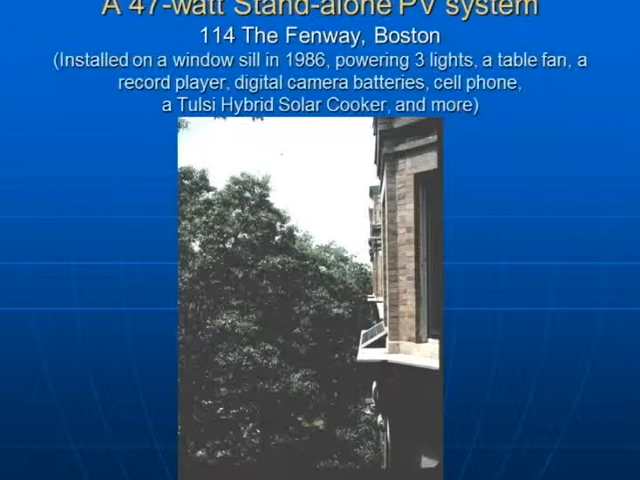 A 47-watt Stand-alone PV system
114 The Fenway, Boston
(Installed on a window sill in 1986, powering 3 lights, a table fan, a
record player, digital camera batteries, cell phone,
a Tulsi Hybrid Solar Cooker, and more)